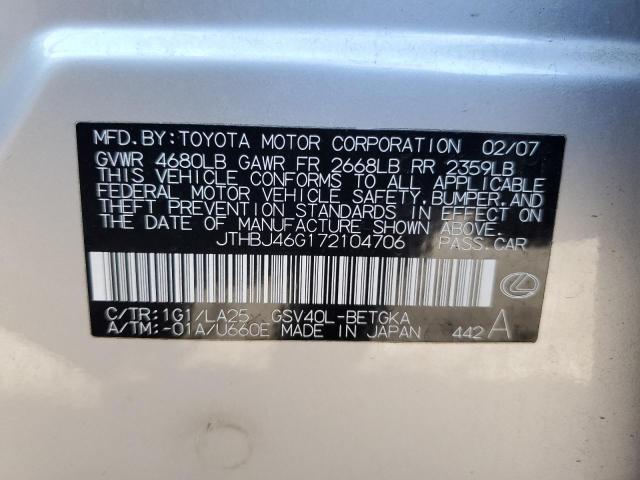 MFD. BY: TOYOTA MOTOR CORPORATION 02/07
GVWR 4680LB GAWR FR 2668LB RR 2359LB
THIS VEHICLE CONFORMS TO ALL APPLICABLE
FEDERAL MOTOR VEHICLE SAFETY, BUMPER, AND
THEFT PREVENTION STANDARDS IN EFFECT ON
THE DATE OF MANUFACTURE SHOWN ABOVE.
JTHBJ46G172104706 PASS. CAR
C/TR: 1G1/LA25 GSV40L-BETGKA
A/TM: -01A/U660E MADE IN JAPAN 442 A